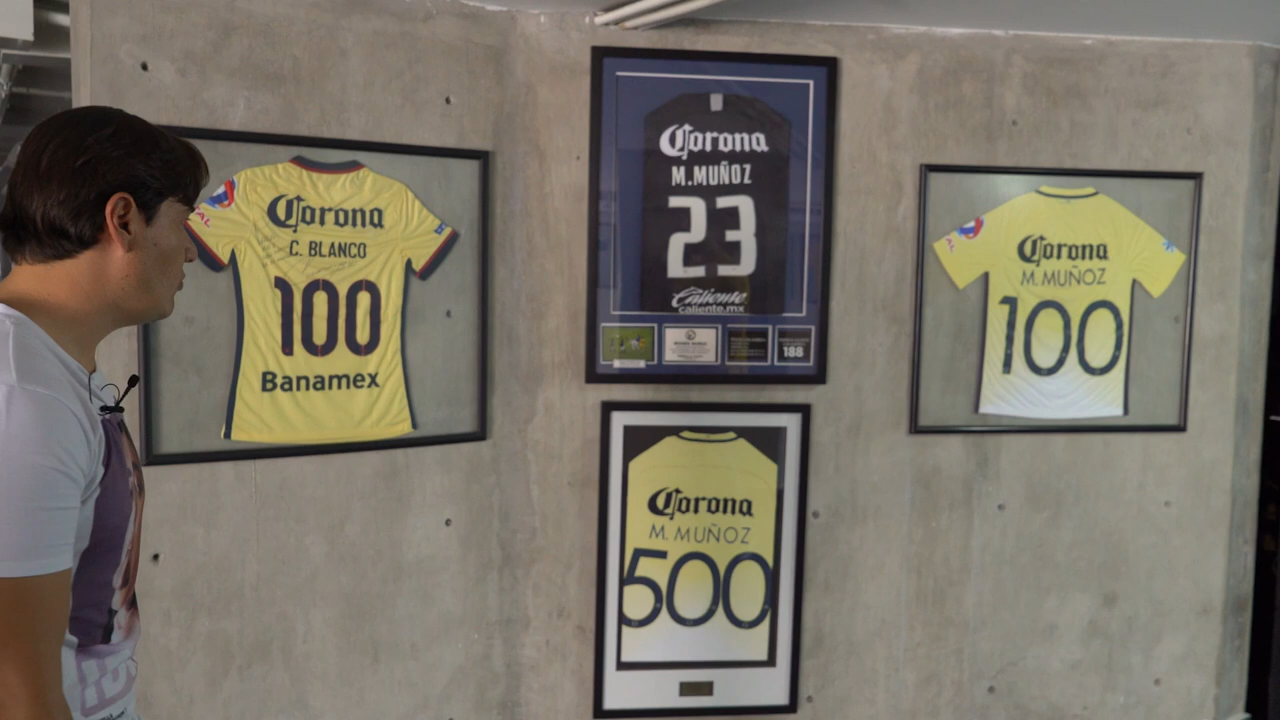 Corona
C. BLANCO
100
Banamex
Corona
M.MUÑOZ
23
Caliente
caliente.mx
188
Corona
M. MUÑOZ
500
Corona
M. MUÑOZ
100